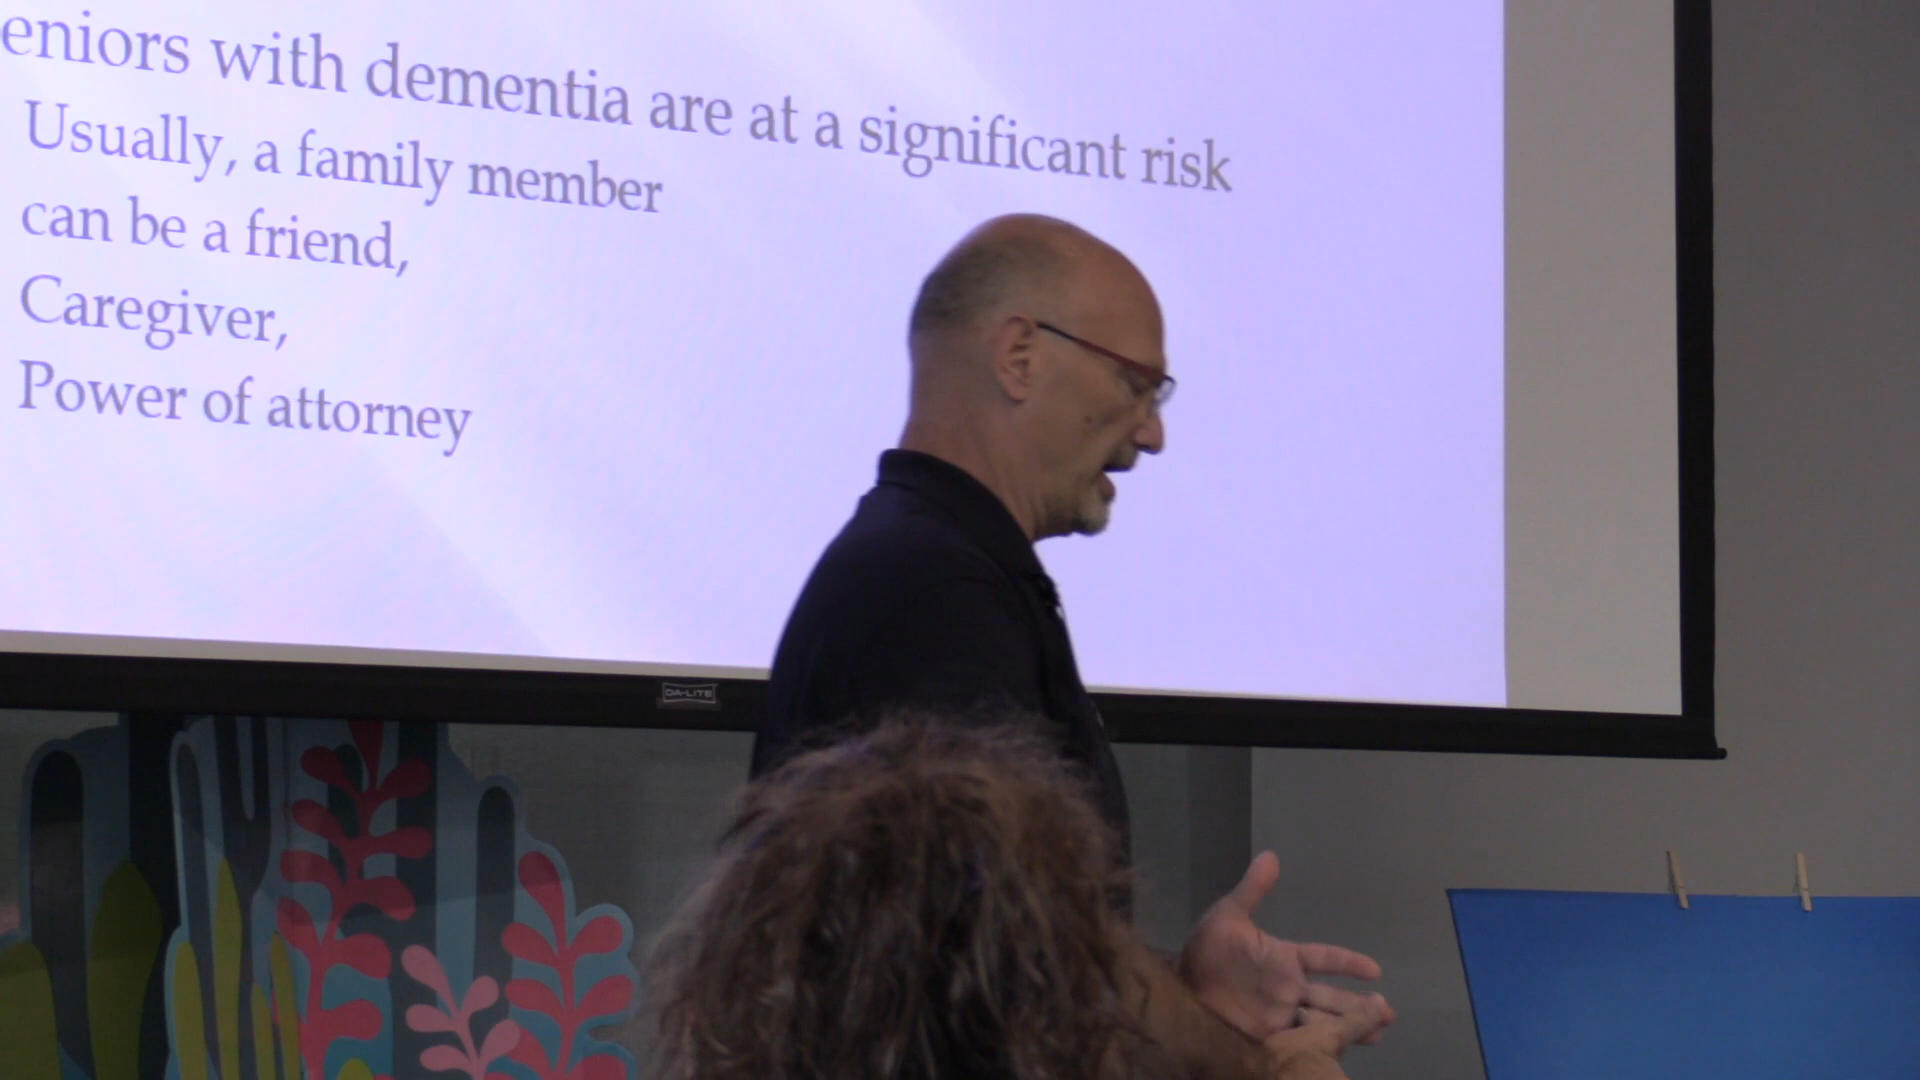 eniors with dementia are at a significant risk
Usually, a family member
can be a friend,
Caregiver,
Power of attorney
DA-LITE